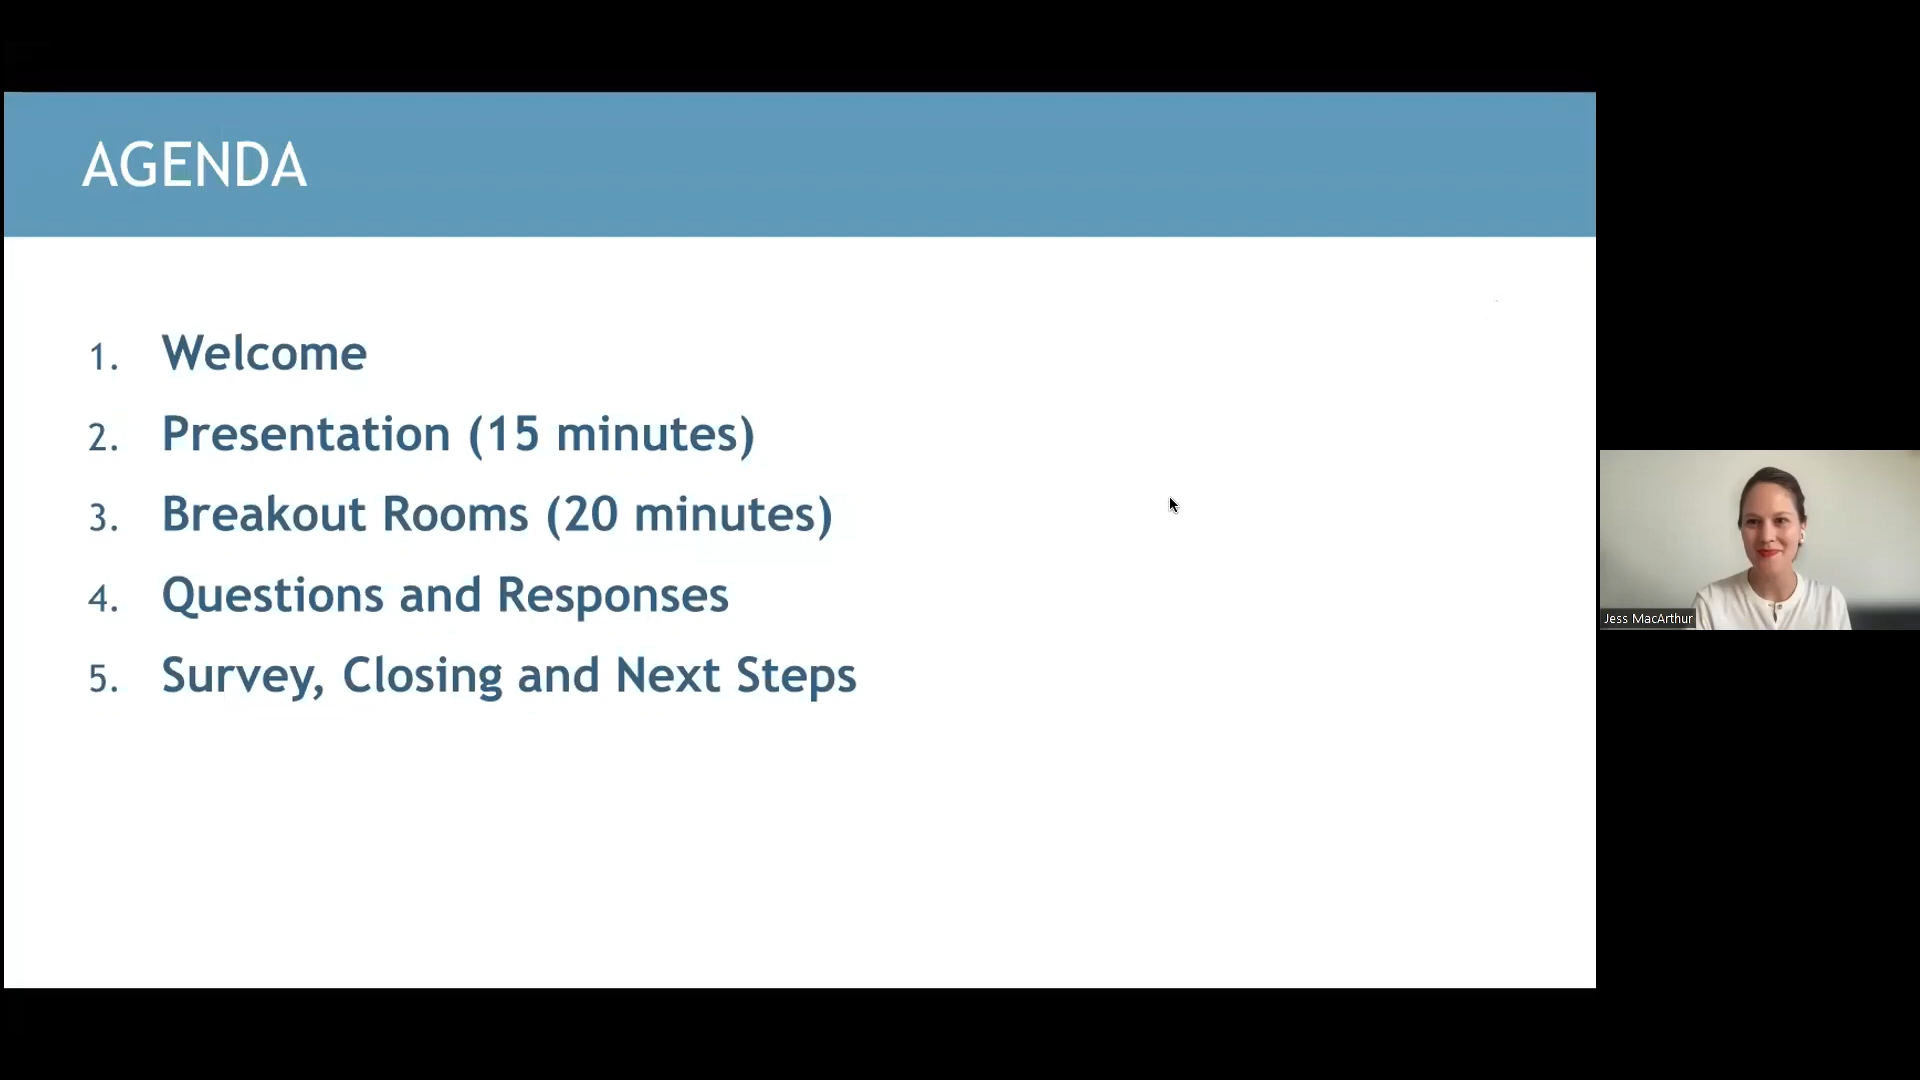 AGENDA
1. Welcome
2. Presentation (15 minutes)
3. Breakout Rooms (20 minutes)
4. Questions and Responses
5. Survey, Closing and Next Steps
Jess MacArthur